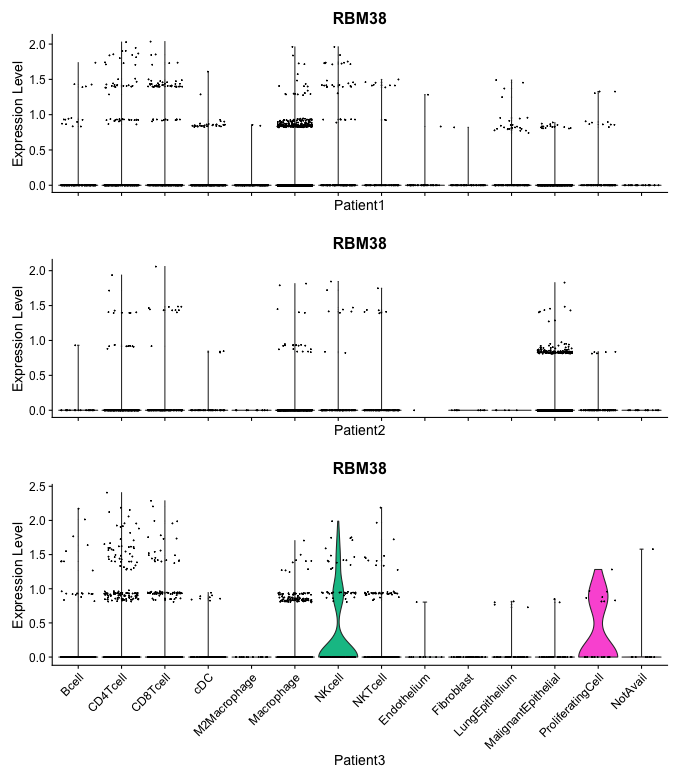 RBM38
Expression Level
2.0
1.5
1.0
0.5
0.0
Patient1
RBM38
Expression Level
2.0
1.5
1.0
0.5
0.0
Patient2
RBM38
Expression Level
2.5
2.0
1.5
1.0
0.5
0.0
Bcell
CD4Tcell
CD8Tcell
cDC
M2Macrophage
Macrophage
NKcell
NKTcell
Endothelium
Fibroblast
LungEpithelium
MalignantEpithelial
ProliferatingCell
NotAvail
Patient3